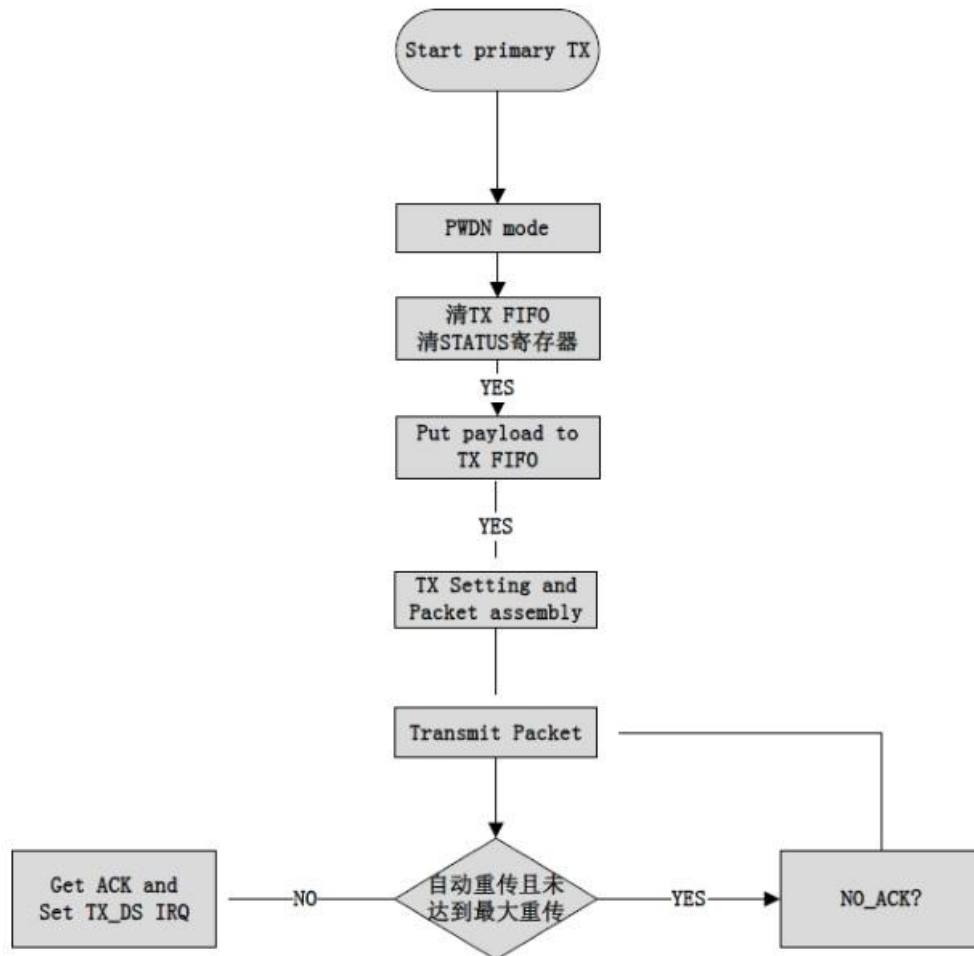 Start primary TX
PWDN mode
清TX FIFO
清STATUS寄存器
YES
Put payload to
TX FIFO
YES
TX Setting and
Packet assembly
Transmit Packet
Get ACK and
Set TX_DS IRQ
NO
自动重传且未
达到最大重传
YES
NO_ACK?